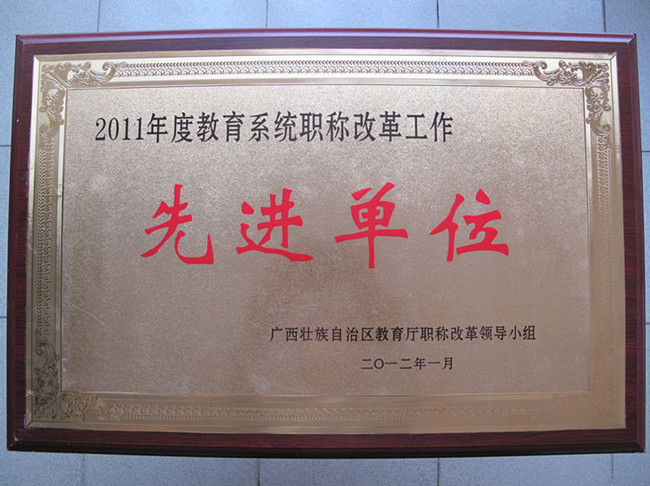 2011年度教育系统职称改革工作
先进单位
广西壮族自治区教育厅职称改革领导小组
二〇一二年一月